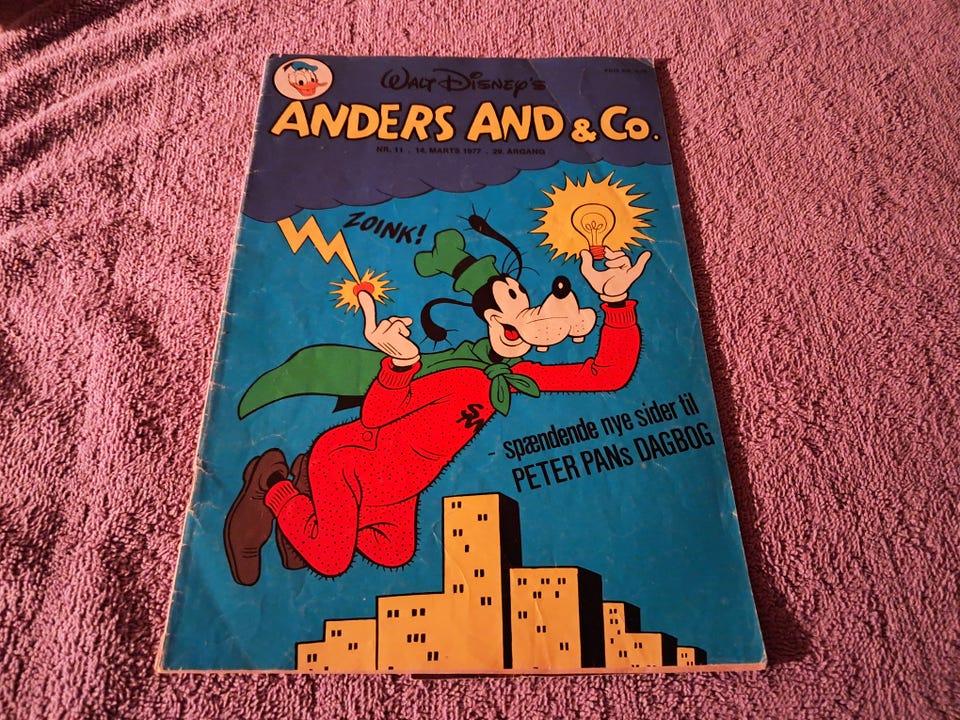 WALT DISNEY'S
ANDERS AND & Co.
NR. 11 . 14. MARTS 1977 . 29. ÅRGANG
ZOINK!
SM
- spændende nye sider til
PETER PANs DAGBOG